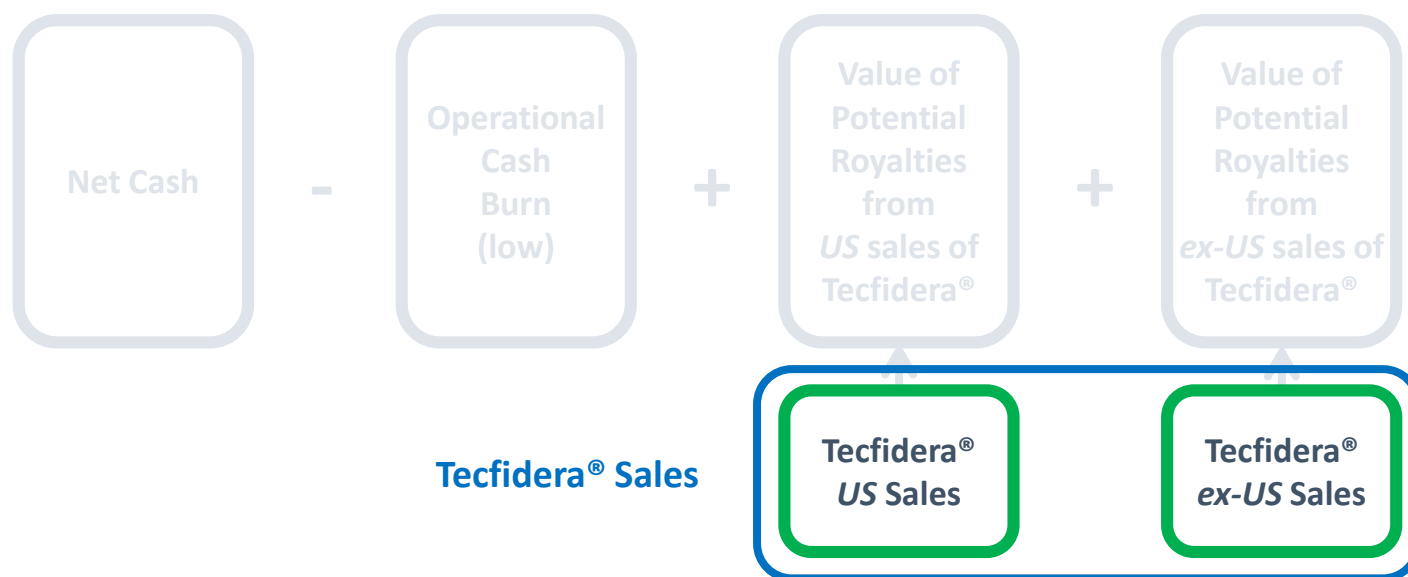 Net Cash
-
Operational
Cash
Burn
(low)
+
Value of
Potential
Royalties
from
US sales of
Tecfidera®
+
Value of
Potential
Royalties
from
ex-US sales of
Tecfidera®
Tecfidera® Sales
Tecfidera®
US Sales
Tecfidera®
ex-US Sales